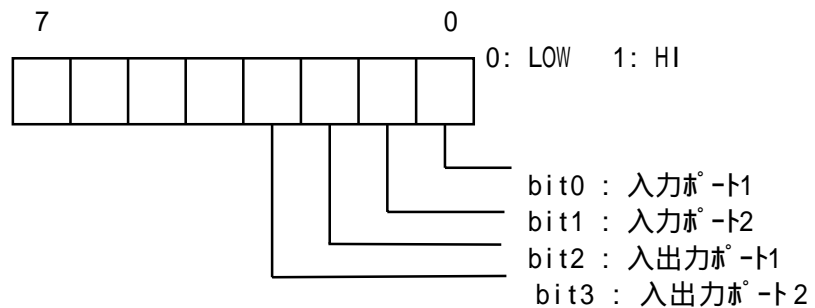 7 0
0: LOW 1: HI
bit0 : 入力ﾎﾟｰﾄ1
bit1 : 入力ﾎﾟｰﾄ2
bit2 : 入出力ﾎﾟｰﾄ1
bit3 : 入出力ﾎﾟｰﾄ2